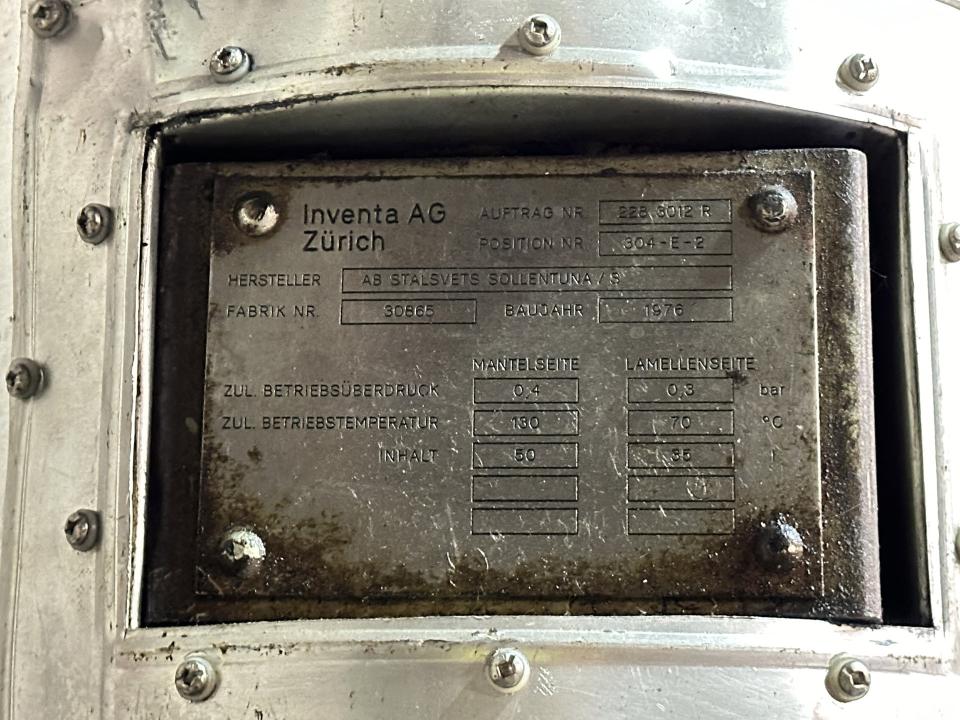 Inventa AG
Zürich
AUFTRAG NR. 228 3012 R
POSITION NR. 304-E-2
HERSTELLER AB STALSVETS SOLLENTUNA / S
FABRIK NR. 30865 BAUJAHR 1976
MANTELSEITE LAMELLENSEITE
ZUL. BETRIEBSÜBERDRUCK 0,4 0,3 bar
ZUL. BETRIEBSTEMPERATUR 130 70 °C
INHALT 50 35 l